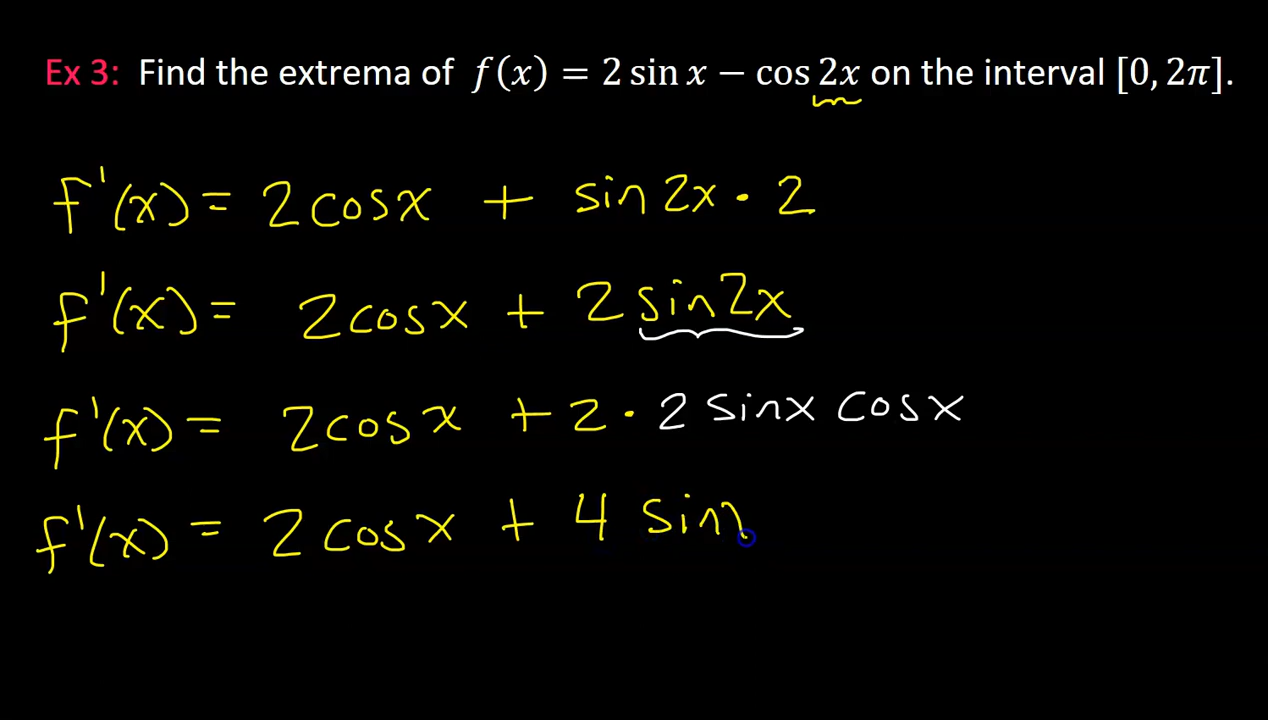 Ex 3: Find the extrema of f(x) = 2 sin x − cos 2x on the interval [0, 2π].
f'(x) = 2cosx + sin2x · 2
f'(x) = 2cosx + 2sin2x
f'(x) = 2cosx + 2 · 2 sinx cosx
f'(x) = 2cosx + 4 sin